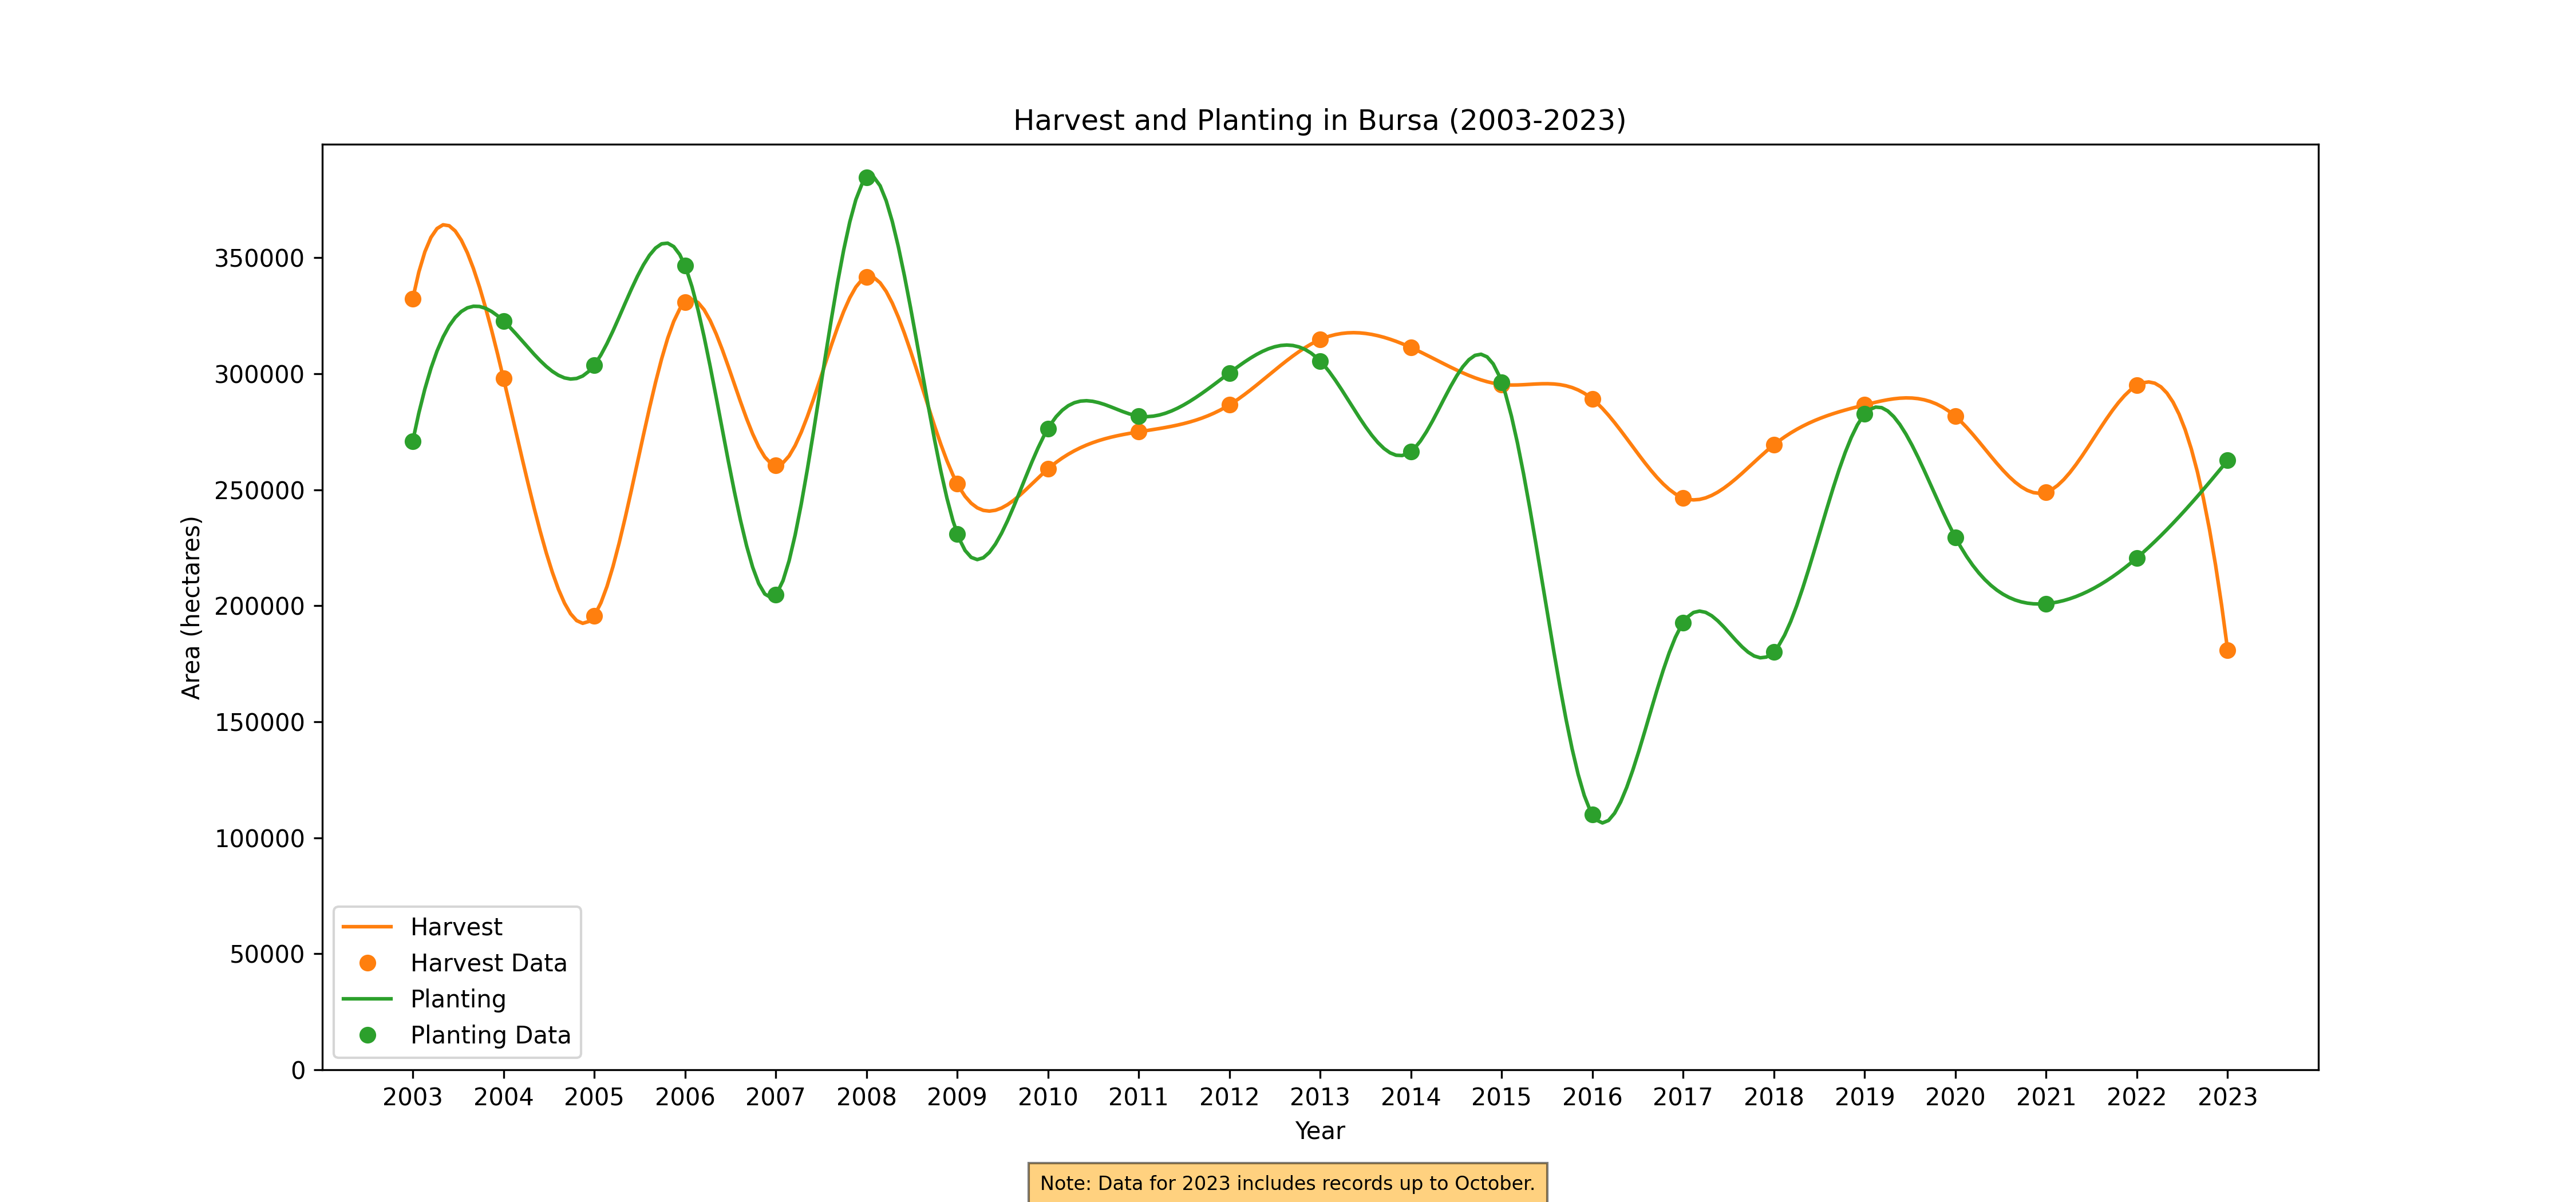 Harvest and Planting in Bursa (2003-2023)
Area (hectares)
350000
300000
250000
200000
150000
100000
50000
0
Harvest
Harvest Data
Planting
Planting Data
2003 2004 2005 2006 2007 2008 2009 2010 2011 2012 2013 2014 2015 2016 2017 2018 2019 2020 2021 2022 2023
Year
Note: Data for 2023 includes records up to October.